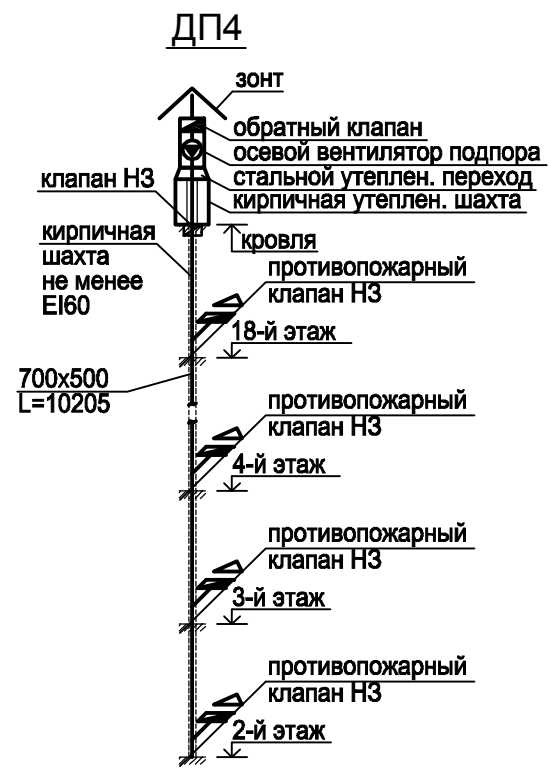 ДП4
зонт
обратный клапан
осевой вентилятор подпора
стальной утеплен. переход
клапан НЗ
кирпичная утеплен. шахта
кирпичная
шахта
не менее
EI60
кровля
противопожарный
клапан НЗ
18-й этаж
700x500
L=10205
противопожарный
клапан НЗ
4-й этаж
противопожарный
клапан НЗ
3-й этаж
противопожарный
клапан НЗ
2-й этаж